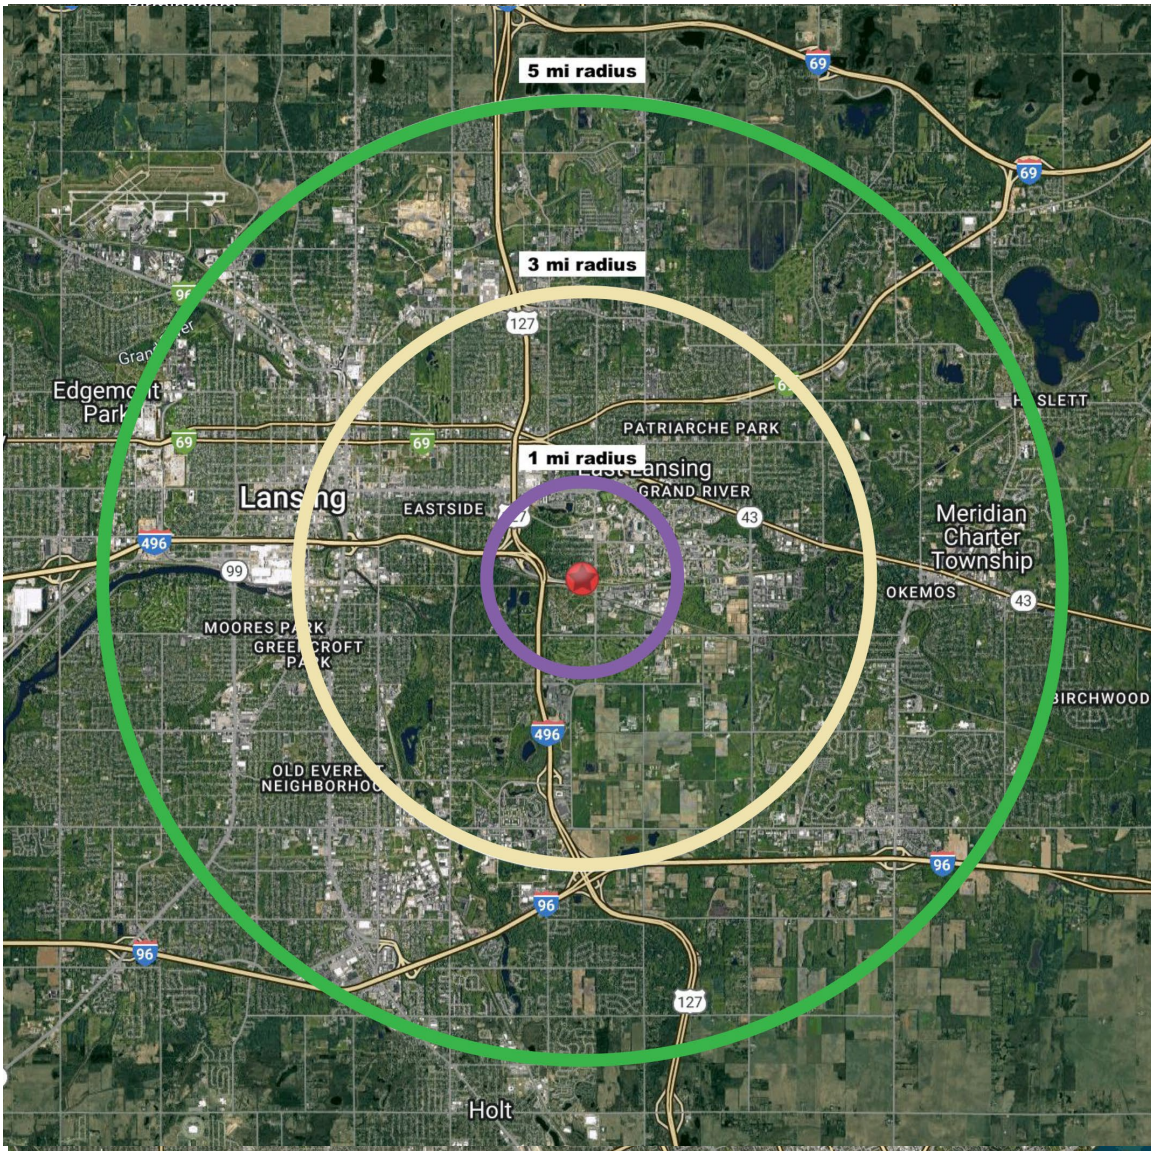 69
5 mi radius
69
3 mi radius
96
127
Edgemont
Park
HASLETT
69
69
PATRIARCHE PARK
1 mi radius
East Lansing
GRAND RIVER
Lansing
EASTSIDE
43
Meridian
Charter
Township
496
99
OKEMOS
43
MOORES PARK
GREENCROFT
PARK
BIRCHWOOD
496
OLD EVERETT
NEIGHBORHOOD
96
96
96
127
Holt